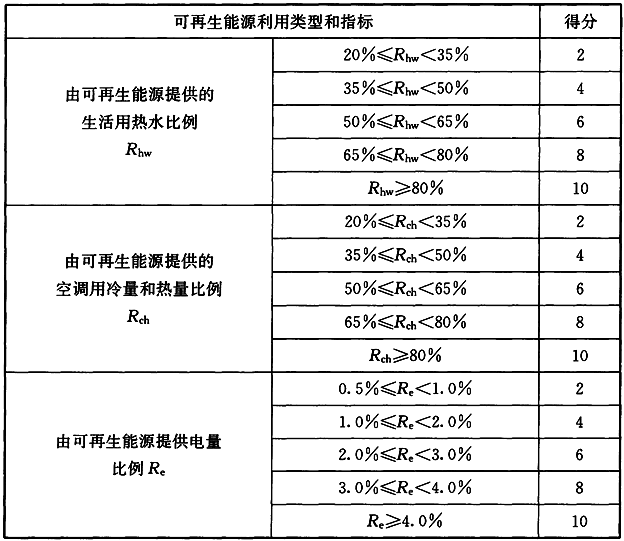 可再生能源利用类型和指标 得分
由可再生能源提供的
生活用热水比例
Rhw
20%≤Rhw<35% 2
35%≤Rhw<50% 4
50%≤Rhw<65% 6
65%≤Rhw<80% 8
Rhw≥80% 10
由可再生能源提供的
空调用冷量和热量比例
Rch
20%≤Rch<35% 2
35%≤Rch<50% 4
50%≤Rch<65% 6
65%≤Rch<80% 8
Rch≥80% 10
由可再生能源提供电量
比例 Re
0.5%≤Re<1.0% 2
1.0%≤Re<2.0% 4
2.0%≤Re<3.0% 6
3.0%≤Re<4.0% 8
Re≥4.0% 10